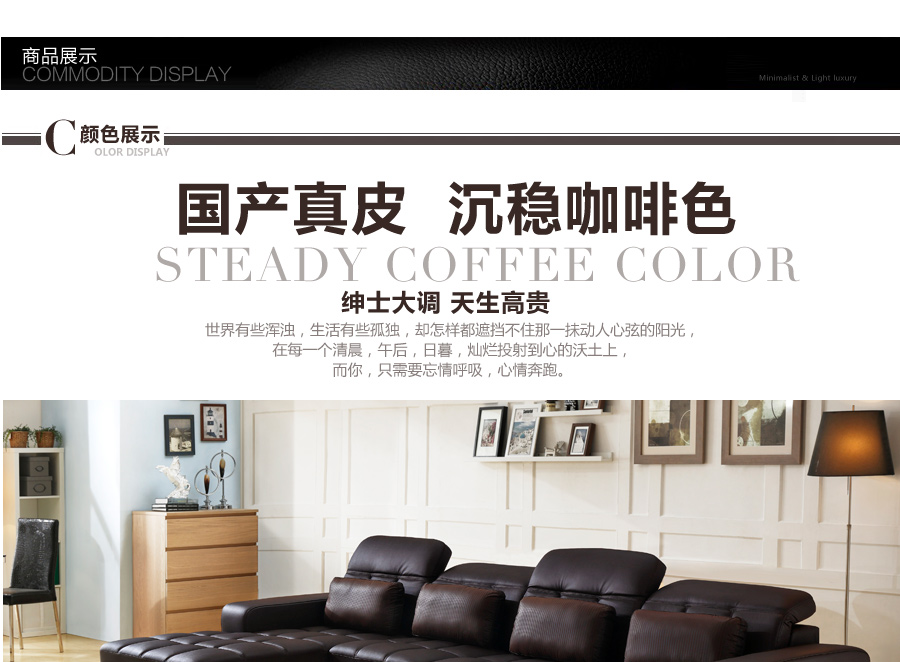 商品展示
COMMODITY DISPLAY
Minimalist & Light luxury
C 颜色展示
OLOR DISPLAY
国产真皮 沉稳咖啡色
STEADY COFFEE COLOR
绅士大调 天生高贵
世界有些浑浊，生活有些孤独，却怎样都遮挡不住那一抹动人心弦的阳光，
在每一个清晨，午后，日暮，灿烂投射到心的沃土上，
而你，只需要忘情呼吸，心情奔跑。